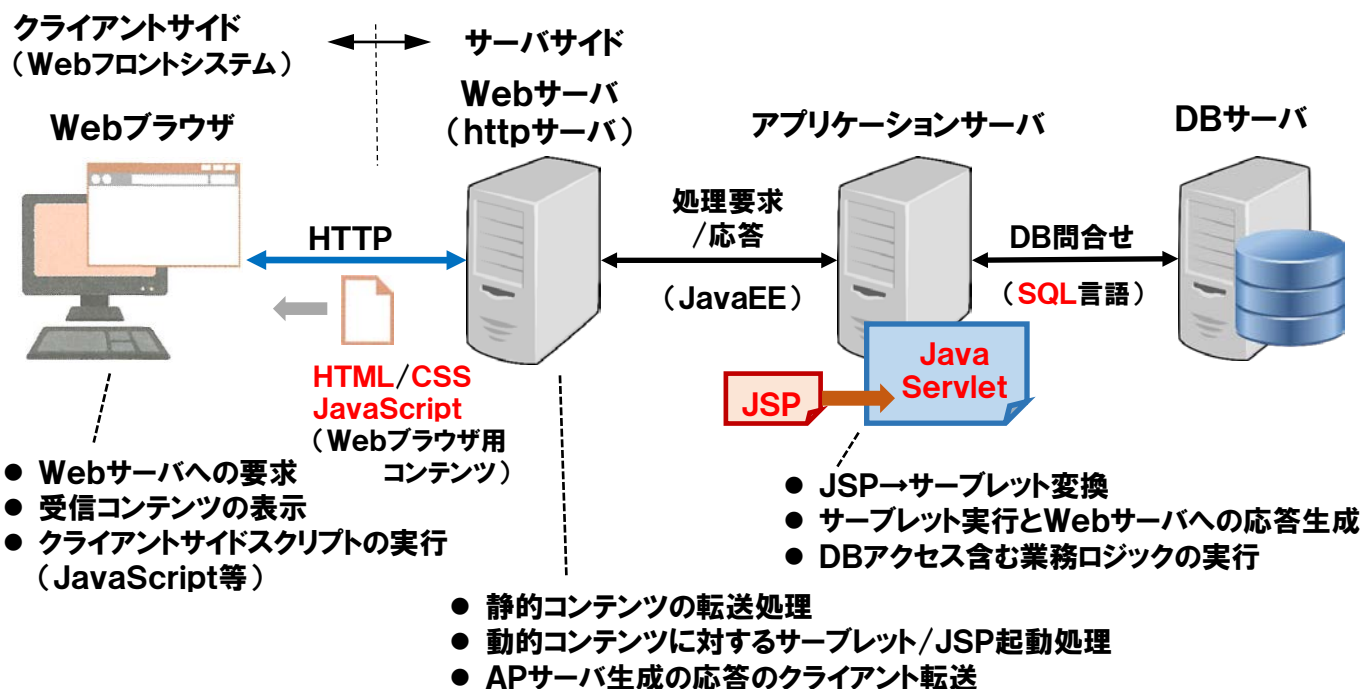 クライアントサイド
（Webフロントシステム）
サーバサイド
Webブラウザ
Webサーバ
（httpサーバ）
アプリケーションサーバ
DBサーバ
HTTP
処理要求
/応答
（JavaEE）
DB問合せ
（SQL言語）
HTML/CSS
JavaScript
（Webブラウザ用
コンテンツ）
JSP
Java
Servlet
● Webサーバへの要求
● 受信コンテンツの表示
● クライアントサイドスクリプトの実行
（JavaScript等）
● JSP→サーブレット変換
● サーブレット実行とWebサーバへの応答生成
● DBアクセス含む業務ロジックの実行
● 静的コンテンツの転送処理
● 動的コンテンツに対するサーブレット/JSP起動処理
● APサーバ生成の応答のクライアント転送